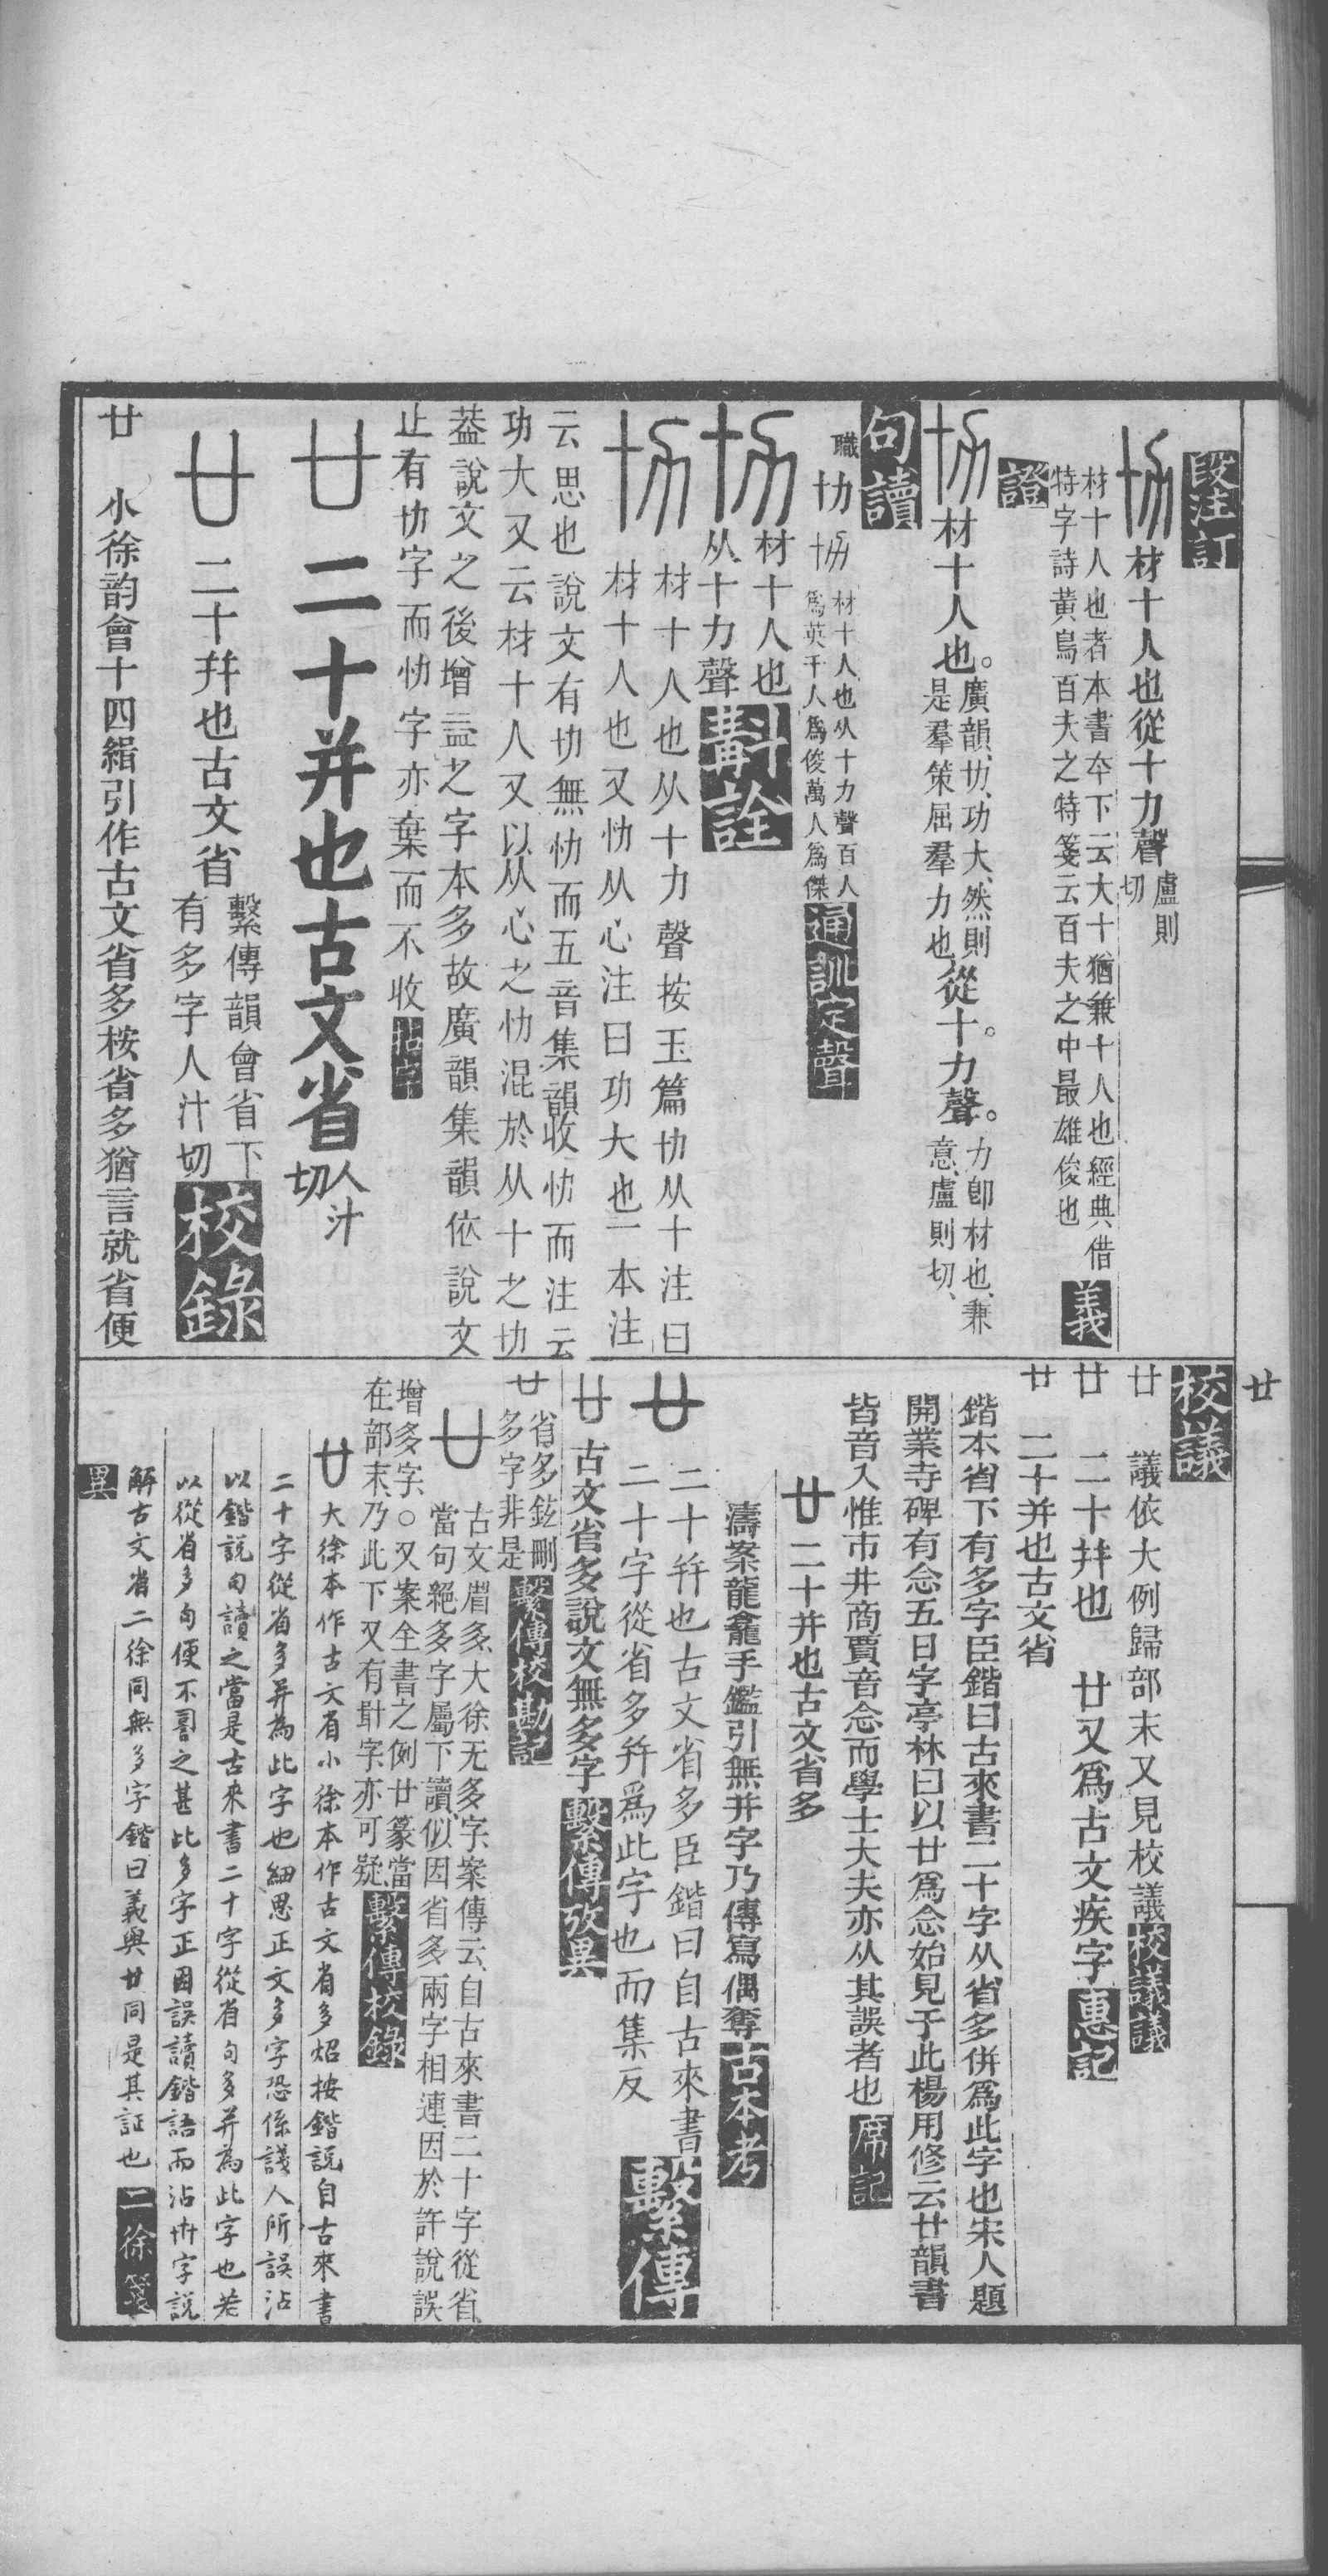 段注訂
材十人也從十力聲盧則切
材十人也者本書夲下云大十猶兼十人也經典借
特字詩黃鳥百夫之特箋云百夫之中最雄俊也
義證
材十人也。廣韻、㔹、功大、然則是羣策屈羣力也、從十。力聲。力卽材也、兼意、盧則切、
句讀
職
㔹
材十人也从十力聲百人
爲英千人爲俊萬人爲傑
通訓定聲
材十人也
从十力聲
斠詮
材十人也从十力聲按玉篇㔹从十注曰
材十人也又忇从心注曰功大也一本注
云思也說文有㔹無忇而五音集韻收忇而注云
功大又云材十人又以从心之忇混於从十之㔹
葢說文之後增益之字本多故廣韻集韻依說文
止有㔹字而忇字亦棄而不收
拈字
廿 二十并也古文省人汁切
廿 二十幷也古文省
繫傳韻會省下
有多字人汁切
校錄
廿 小徐韵會十四緝引作古文省多桉省多猶言就省便
廿
校議
廿 議依大例歸部末又見校議
校議議
廿 二十幷也 廿又爲古文疾字
惠記
廿 二十并也古文省
鍇本省下有多字臣鍇曰古來書二十字从省多併爲此字也宋人題
開業寺碑有念五日字亭林曰以廿爲念始見于此楊用修云廿韻書
皆音入惟市井商賈音念而學士大夫亦从其誤者也
席記
廿 二十并也古文省多
濤案龍龕手鑑引無并字乃傳寫偶奪
古本考
廿 二十幷也古文省多臣鍇曰自古來書
二十字從省多幷爲此字也而集反
繫傳
廿 古文省多說文無多字
繫傳攷異
廿 省多鉉刪
多字非是
繫傳校勘記
廿 古文省多、大徐无多字、案傳云、自古來書二十字從省、
當句絕多字屬下讀、似因省多兩字相連、因於許說誤
增多字。○又案全書之例廿篆當
在部末、乃此下又有卙字亦可疑、
繫傳校錄
廿 大徐本作古文省小徐本作古文省多炤按鍇說自古來書
二十字從省多并為此字也細思正文多字恐係淺人所誤沾
以鍇說句讀之當是古來書二十字從省句多并為此字也若
以從省多句便不詞之甚此多字正因誤讀鍇語而沾卅字說
解古文省二徐同無多字鍇曰義與廿同是其証也
二徐箋
異